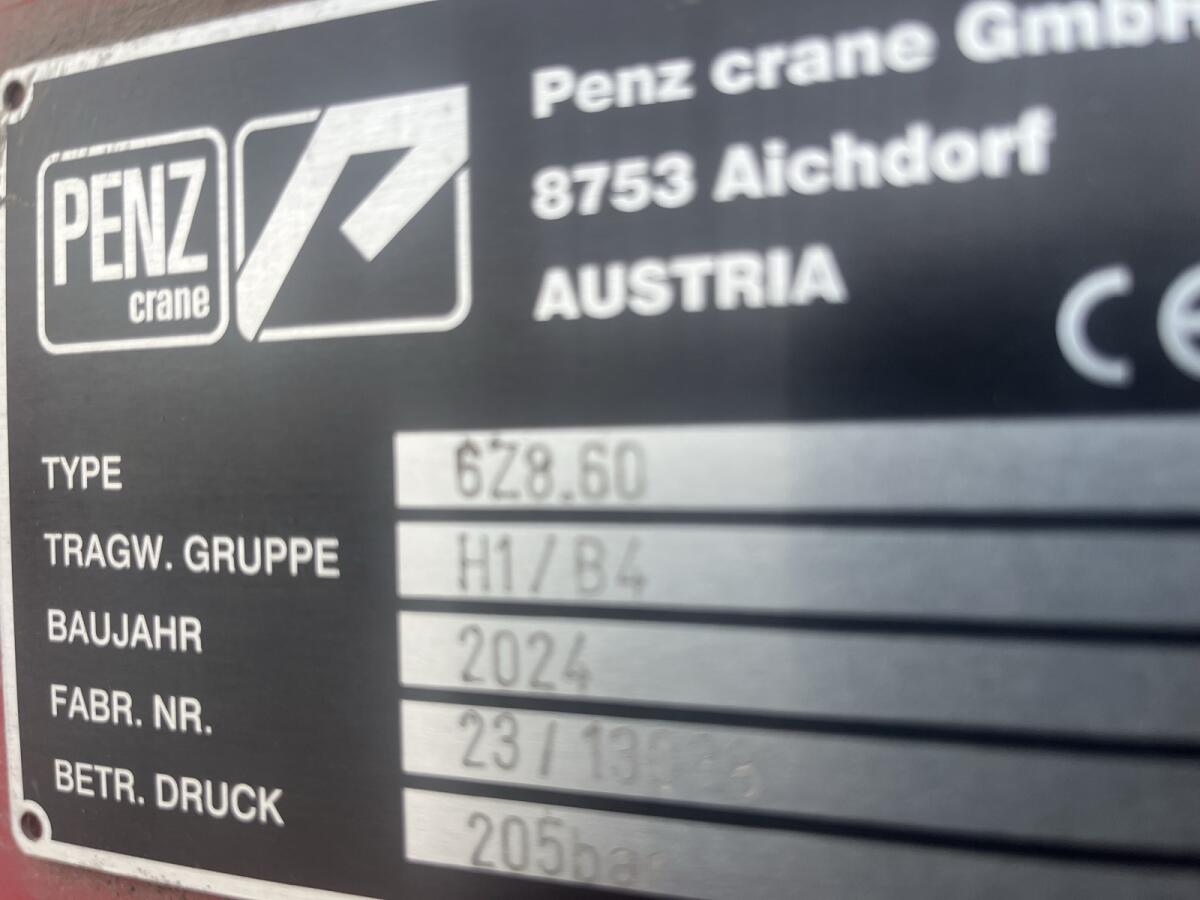 PENZ
crane
Penz crane GmbH
8753 Aichdorf
AUSTRIA
CE
TYPE 6Z8.60
TRAGW. GRUPPE H1/B4
BAUJAHR 2024
FABR. NR.
BETR. DRUCK 205bar